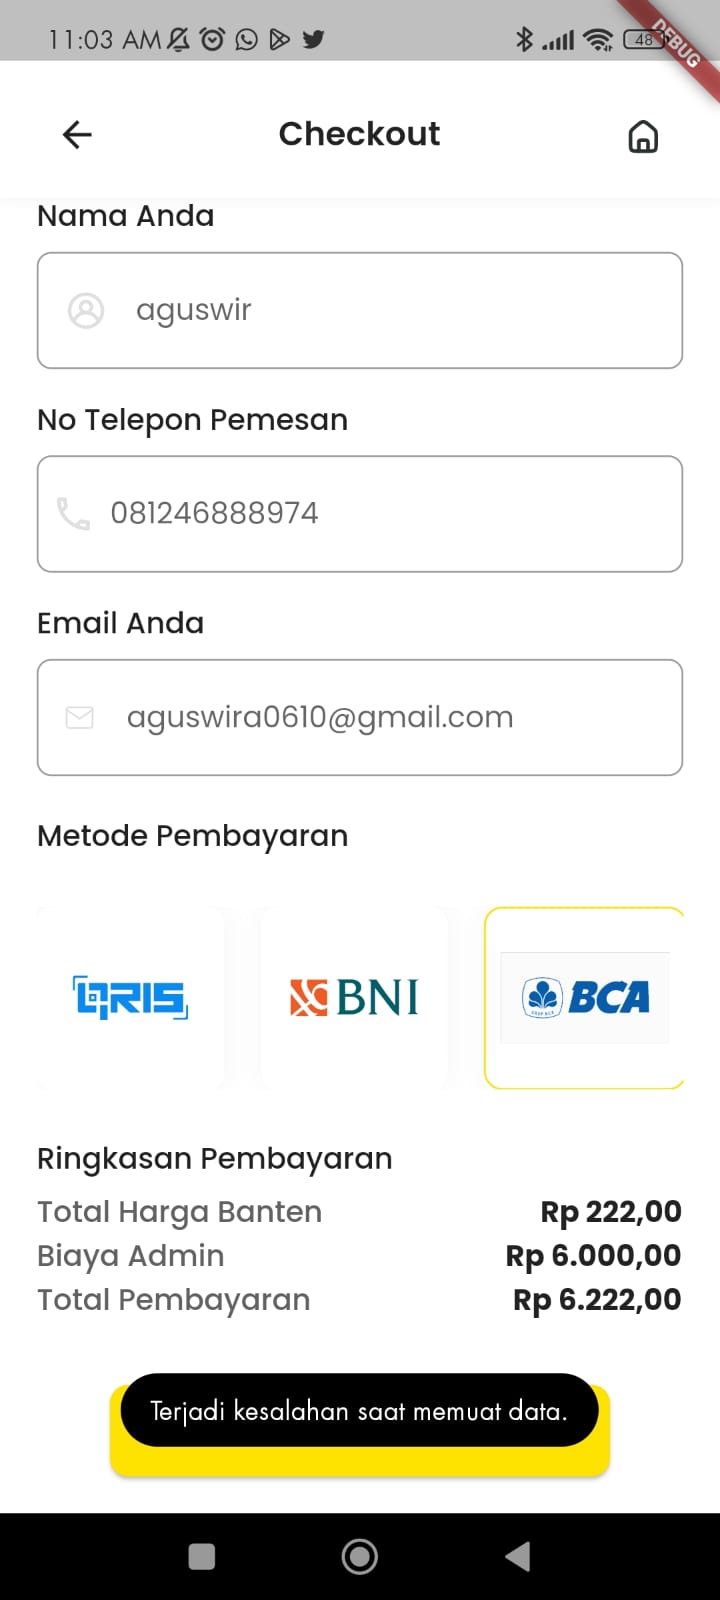 11:03 AM
48
DEBUG
Checkout
Nama Anda
aguswir
No Telepon Pemesan
081246888974
Email Anda
aguswira0610@gmail.com
Metode Pembayaran
QRIS
BNI
BCA
Ringkasan Pembayaran
Total Harga Banten Rp 222,00
Biaya Admin Rp 6.000,00
Total Pembayaran Rp 6.222,00
Terjadi kesalahan saat memuat data.